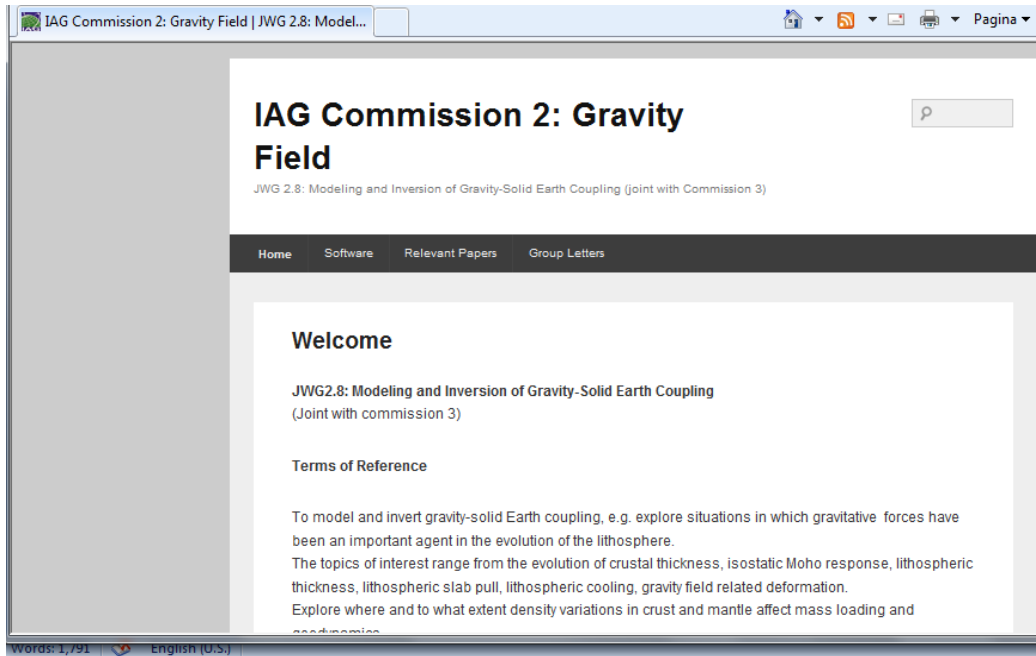 IAG Commission 2: Gravity Field | JWG 2.8: Model...
Pagina
IAG Commission 2: Gravity
Field
JWG 2.8: Modeling and Inversion of Gravity-Solid Earth Coupling (joint with Commission 3)
Home Software Relevant Papers Group Letters
Welcome
JWG2.8: Modeling and Inversion of Gravity-Solid Earth Coupling
(Joint with commission 3)
Terms of Reference
To model and invert gravity-solid Earth coupling, e.g. explore situations in which gravitative forces have
been an important agent in the evolution of the lithosphere.
The topics of interest range from the evolution of crustal thickness, isostatic Moho response, lithospheric
thickness, lithospheric slab pull, lithospheric cooling, gravity field related deformation.
Explore where and to what extent density variations in crust and mantle affect mass loading and
Words: 1,791 English (U.S.)